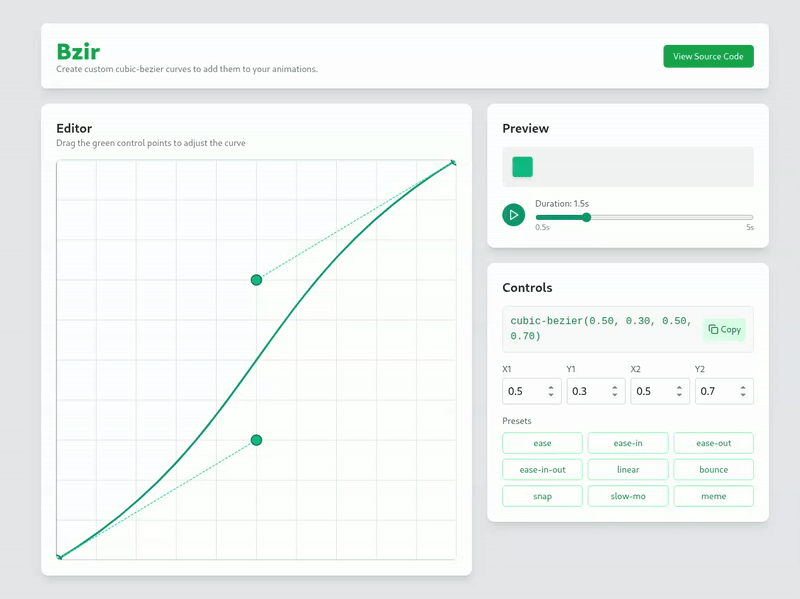 Bzir
Create custom cubic-bezier curves to add them to your animations.
View Source Code
Editor
Drag the green control points to adjust the curve
Preview
Duration: 1.5s
0.5s
5s
Controls
cubic-bezier(0.50, 0.30, 0.50,
0.70)
Copy
X1
Y1
X2
Y2
0.5
0.3
0.5
0.7
Presets
ease
ease-in
ease-out
ease-in-out
linear
bounce
snap
slow-mo
meme